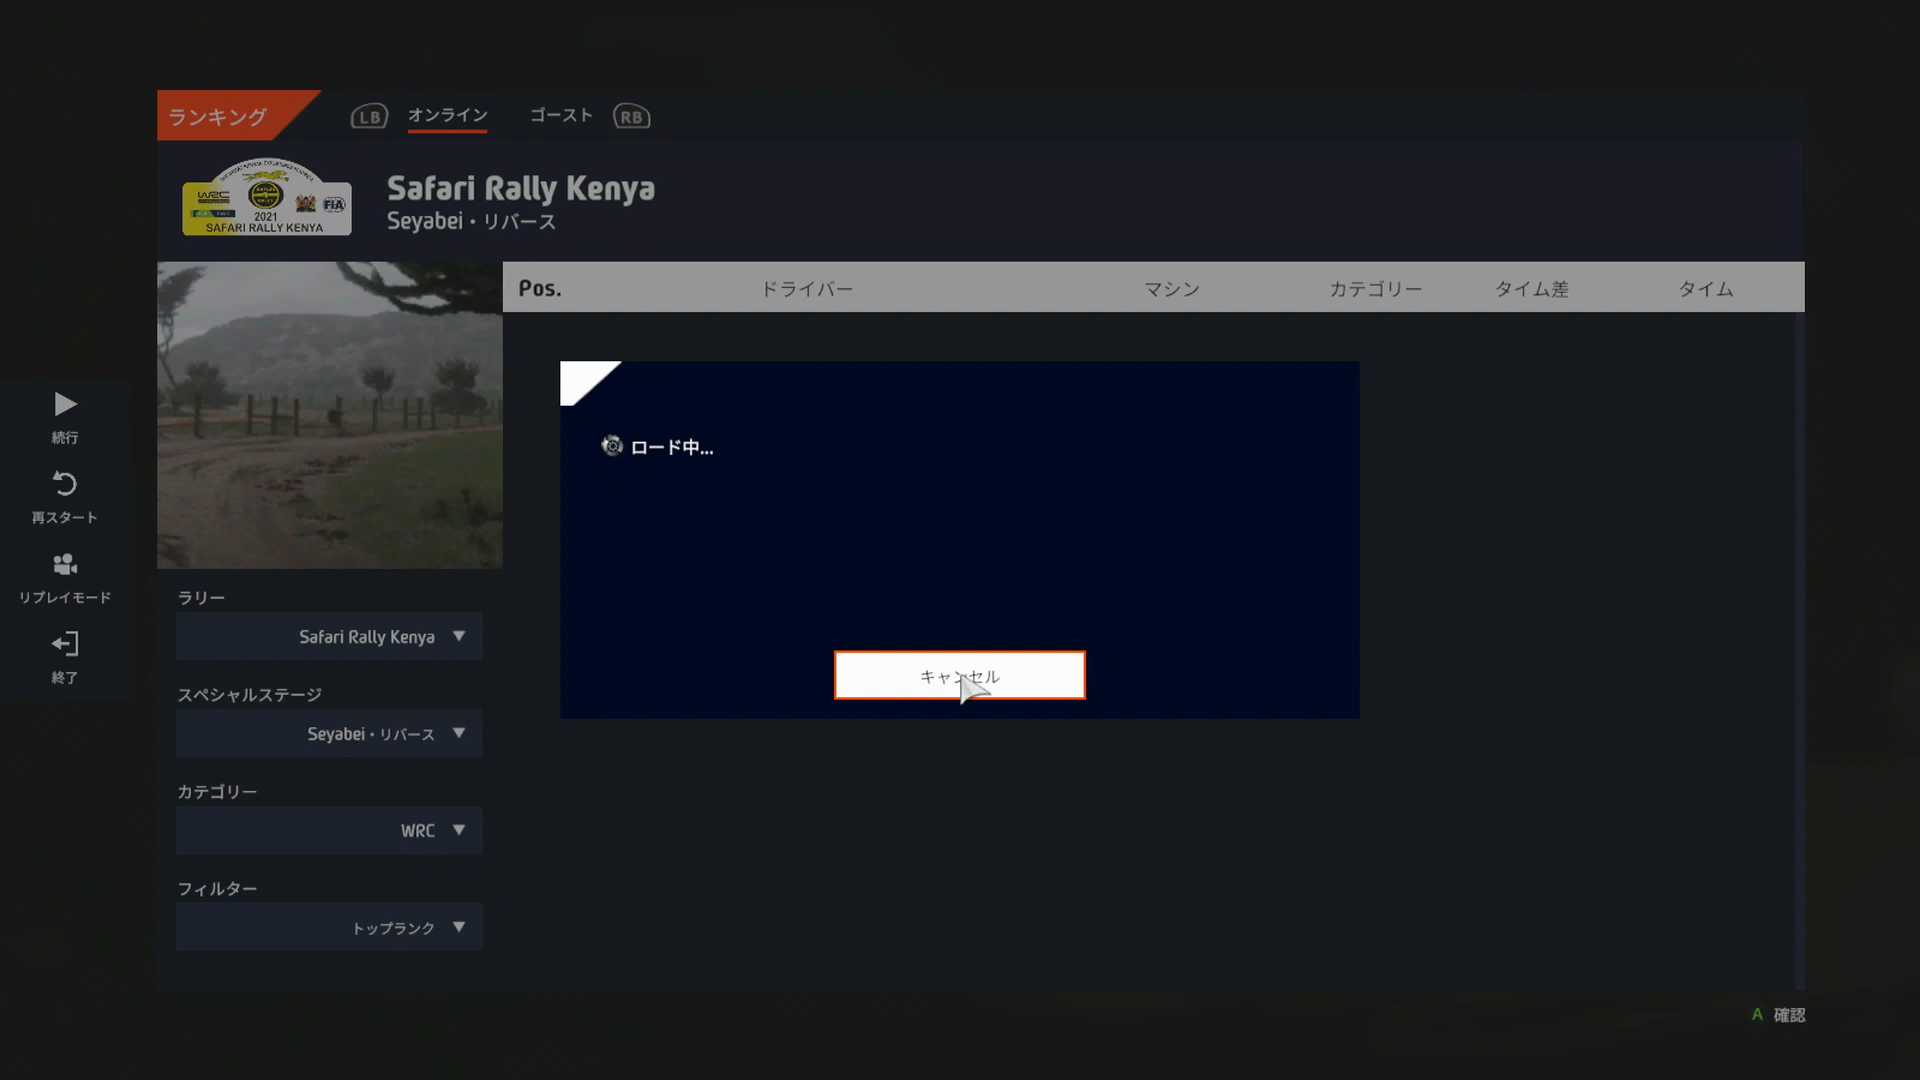 ランキング
LB
オンライン
ゴースト
RB
WRC
FIA
2021
SAFARI RALLY KENYA
Safari Rally Kenya
Seyabei・リバース
Pos.
ドライバー
マシン
カテゴリー
タイム差
タイム
続行
再スタート
リプレイモード
終了
ロード中...
キャンセル
ラリー
Safari Rally Kenya
スペシャルステージ
Seyabei・リバース
カテゴリー
WRC
フィルター
トップランク
A 確認